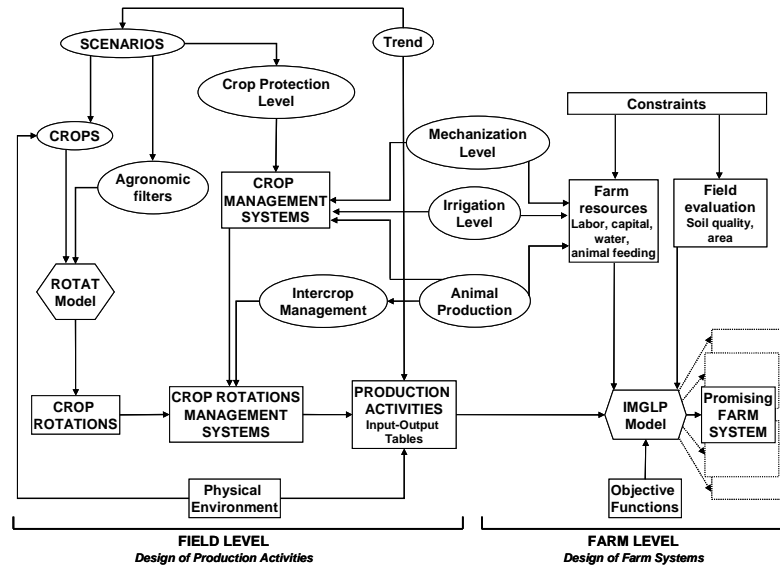 SCENARIOS
Trend
Crop Protection
Level
Constraints
CROPS
Mechanization
Level
Agronomic
filters
CROP
MANAGEMENT
SYSTEMS
Irrigation
Level
Farm
resources
Labor, capital,
water,
animal feeding
Field
evaluation
Soil quality,
area
ROTAT
Model
Intercrop
Management
Animal
Production
CROP
ROTATIONS
CROP ROTATIONS
MANAGEMENT
SYSTEMS
PRODUCTION
ACTIVITIES
Input-Output
Tables
IMGLP
Model
Promising
FARM
SYSTEM
Physical
Environment
Objective
Functions
FIELD LEVEL
Design of Production Activities
FARM LEVEL
Design of Farm Systems